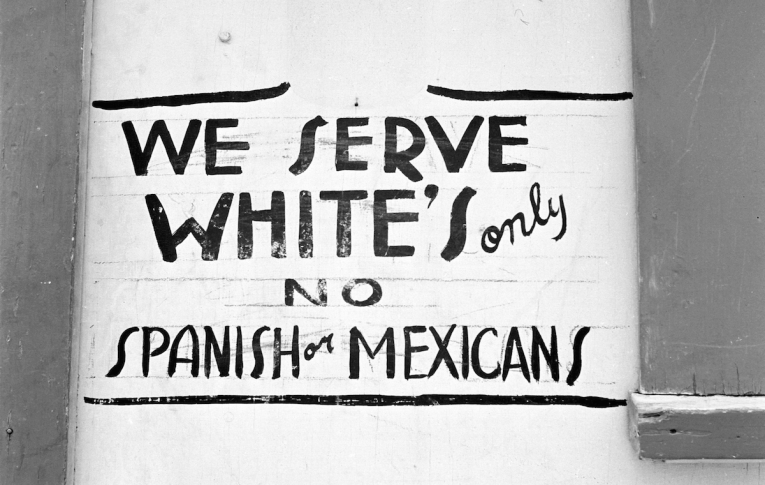 WE SERVE
WHITE'S only
NO
SPANISH or MEXICANS